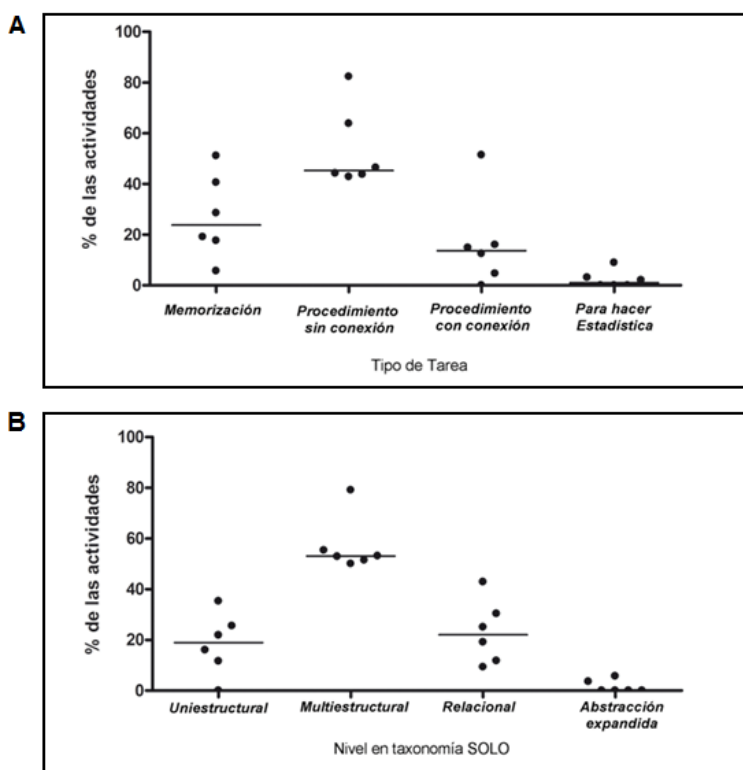 A
% de las actividades
100
80
60
40
20
0
Memorización
Procedimiento
sin conexión
Procedimiento
con conexión
Para hacer
Estadística
Tipo de Tarea
B
% de las actividades
100
80
60
40
20
0
Uniestructural
Multiestructural
Relacional
Abstracción
expandida
Nivel en taxonomía SOLO